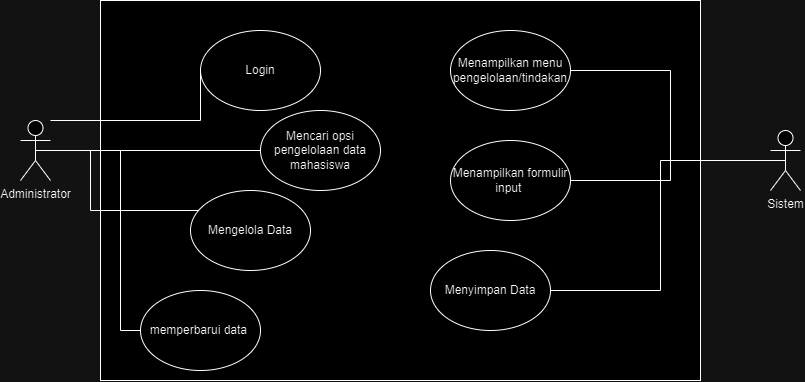 Login
Menampilkan menu
pengelolaan/tindakan
Mencari opsi
pengelolaan data
mahasiswa
Menampilkan formulir
input
Administrator
Sistem
Mengelola Data
Menyimpan Data
memperbarui data